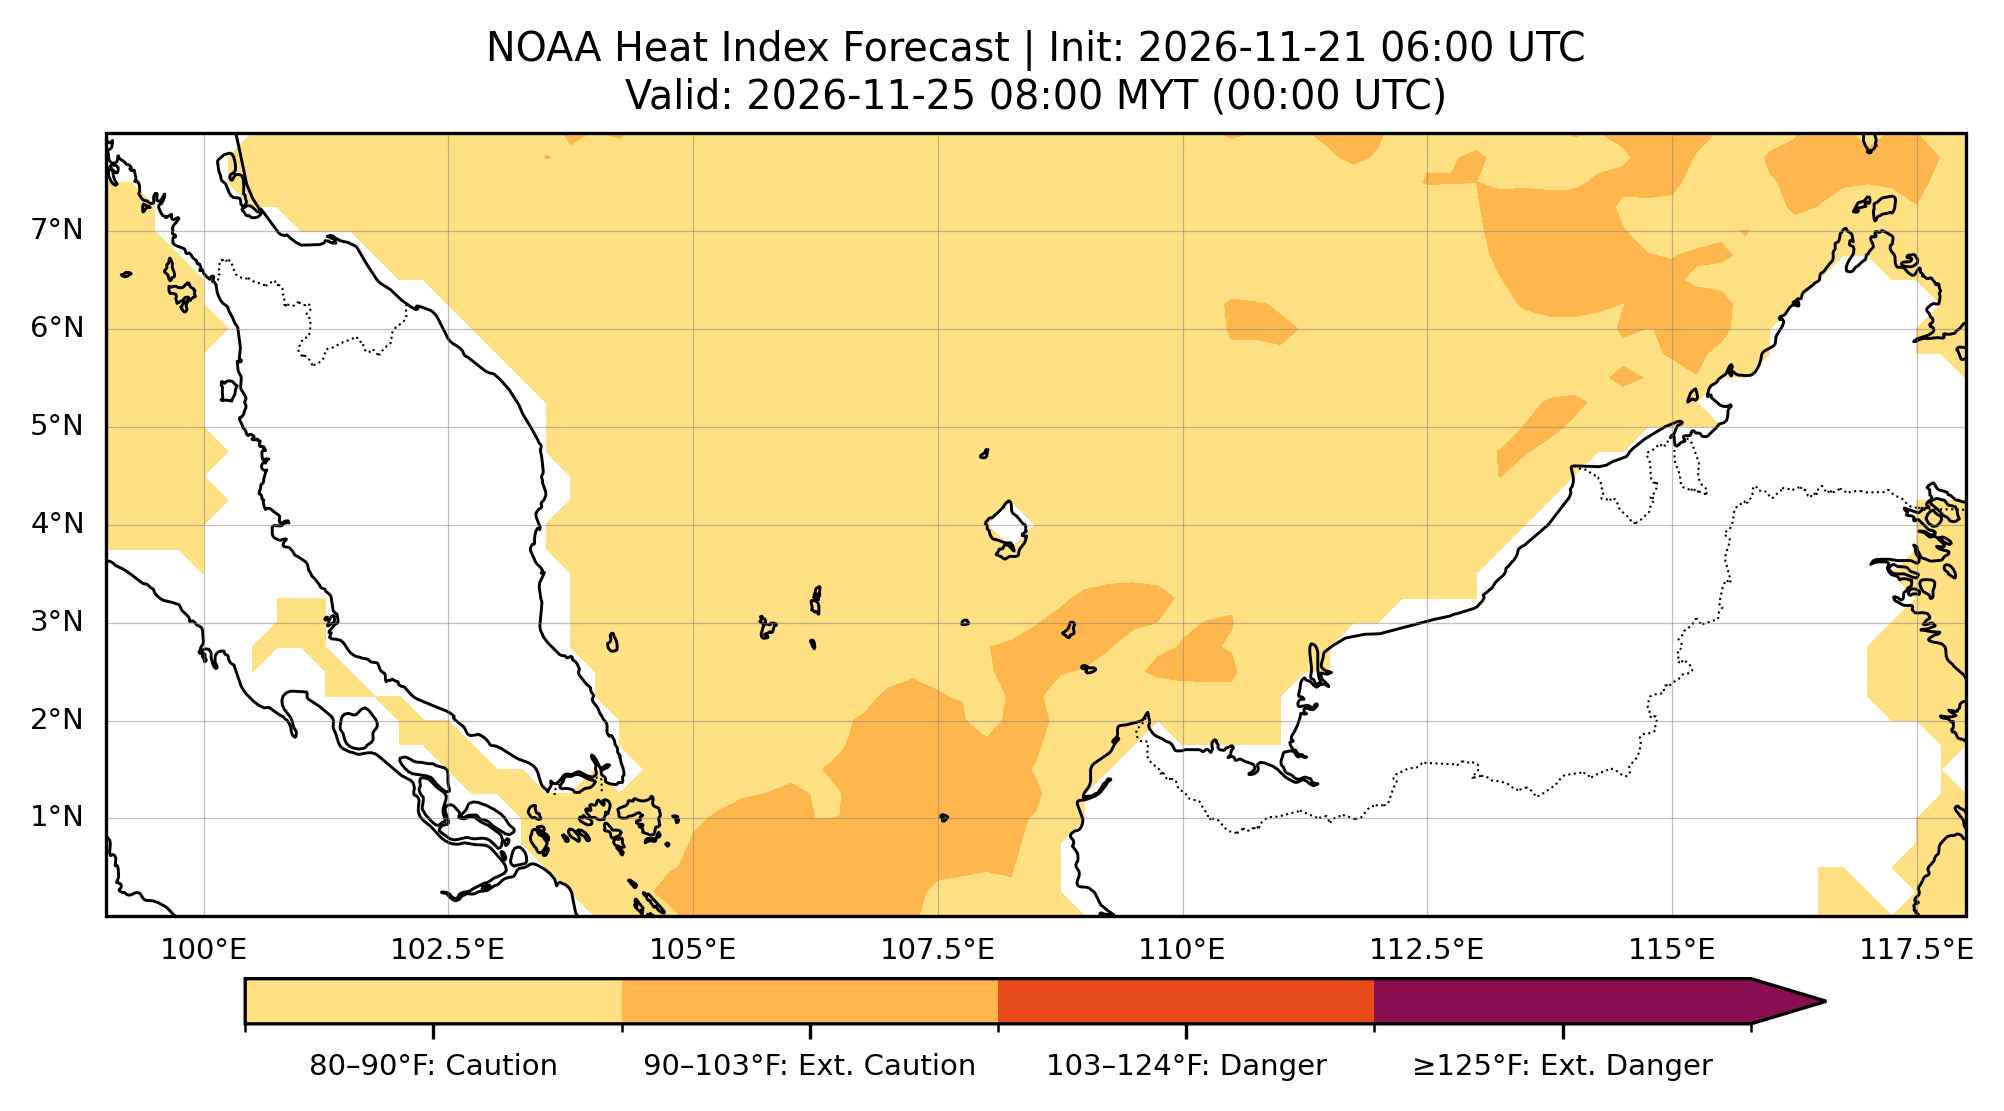 NOAA Heat Index Forecast | Init: 2026-11-21 06:00 UTC
Valid: 2026-11-25 08:00 MYT (00:00 UTC)
7°N
6°N
5°N
4°N
3°N
2°N
1°N
100°E 102.5°E 105°E 107.5°E 110°E 112.5°E 115°E 117.5°E
80–90°F: Caution 90–103°F: Ext. Caution 103–124°F: Danger ≥125°F: Ext. Danger